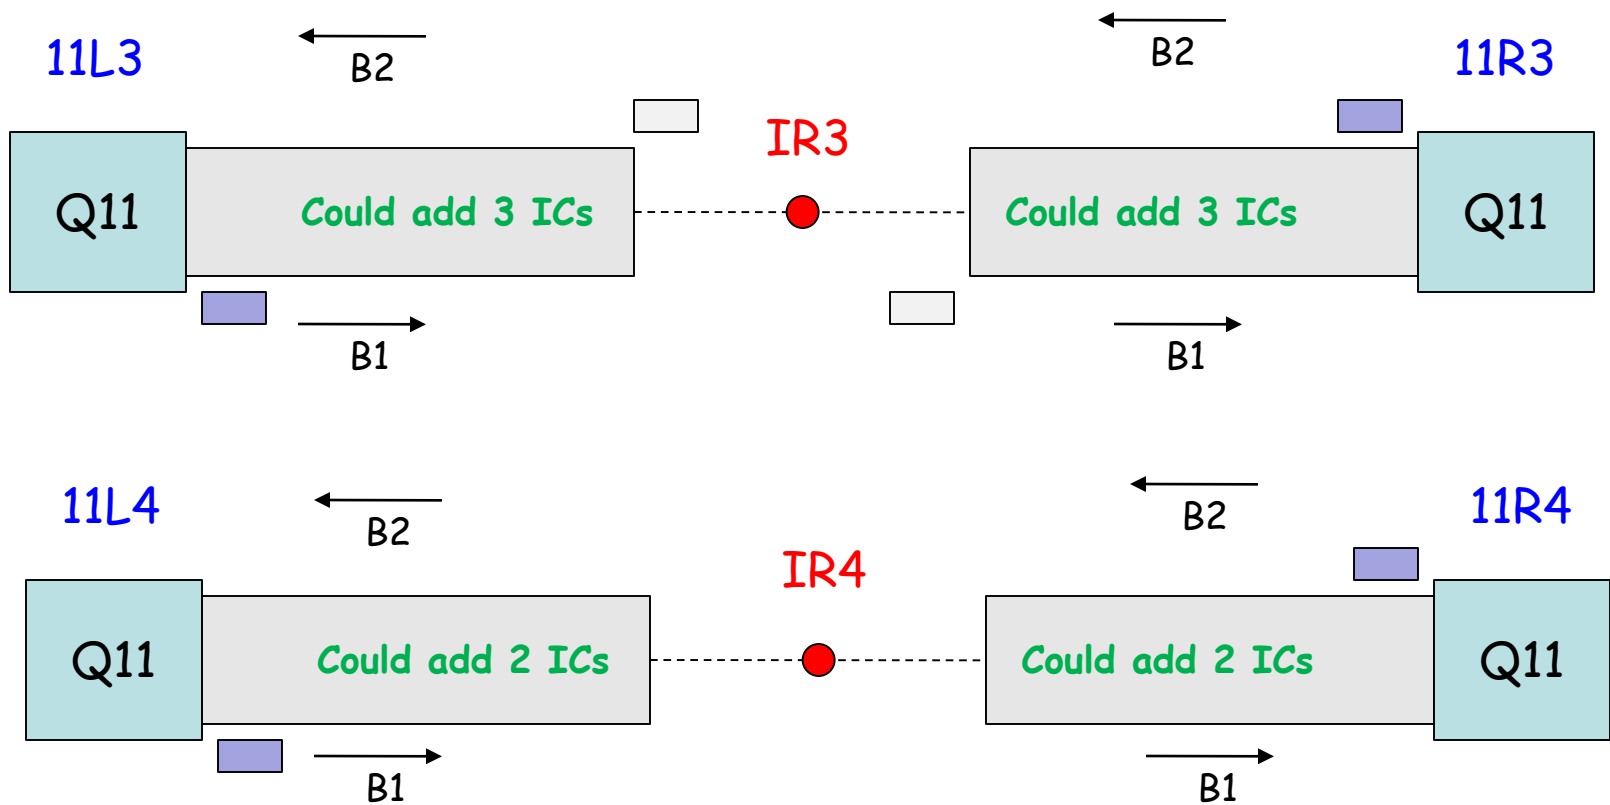 11L3
B2
B2
11R3
IR3
Q11
Could add 3 ICs
Could add 3 ICs
Q11
B1
B1
11L4
B2
B2
11R4
IR4
Q11
Could add 2 ICs
Could add 2 ICs
Q11
B1
B1